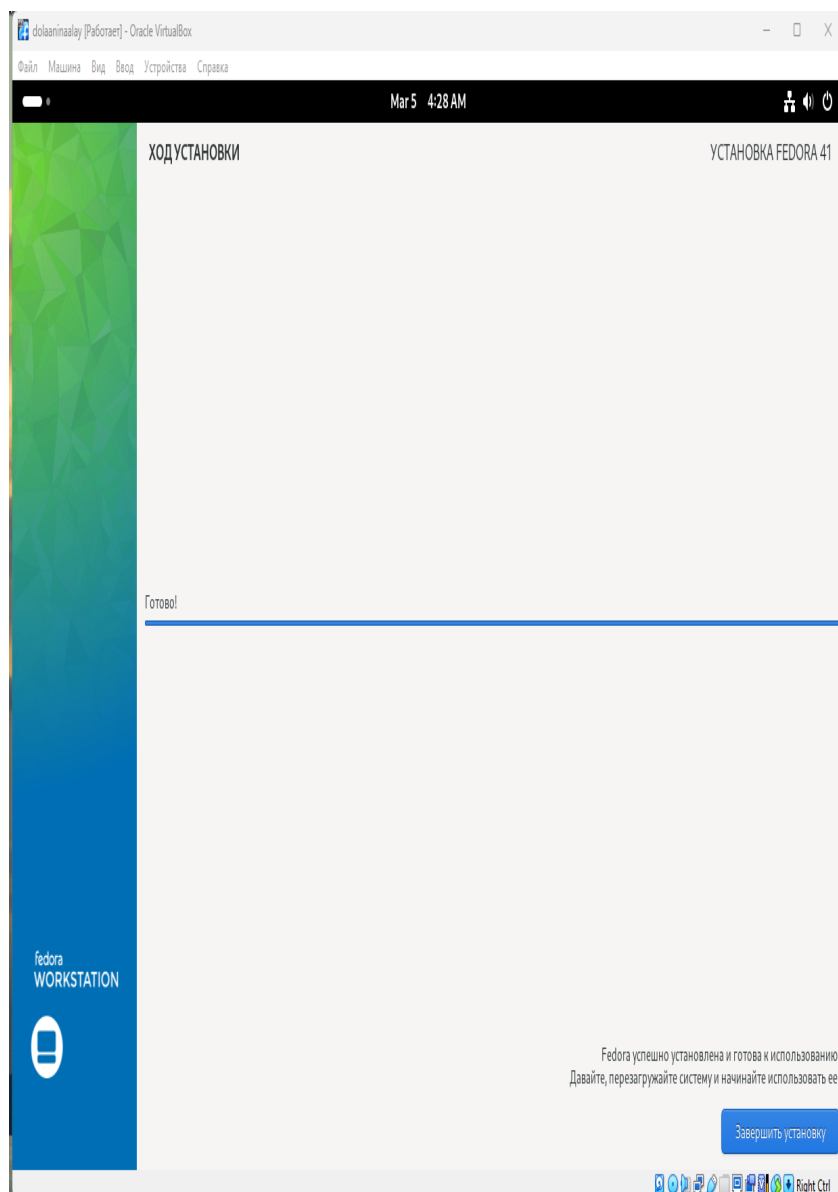 dolaaninaalay [Работает] - Oracle VirtualBox
Файл Машина Вид Ввод Устройства Справка
Mar 5 4:28 AM
ХОД УСТАНОВКИ
УСТАНОВКА FEDORA 41
Готово!
fedora
WORKSTATION
Fedora успешно установлена и готова к использованию
Давайте, перезагружайте систему и начинайте использовать ее
Завершить установку
Right Ctrl